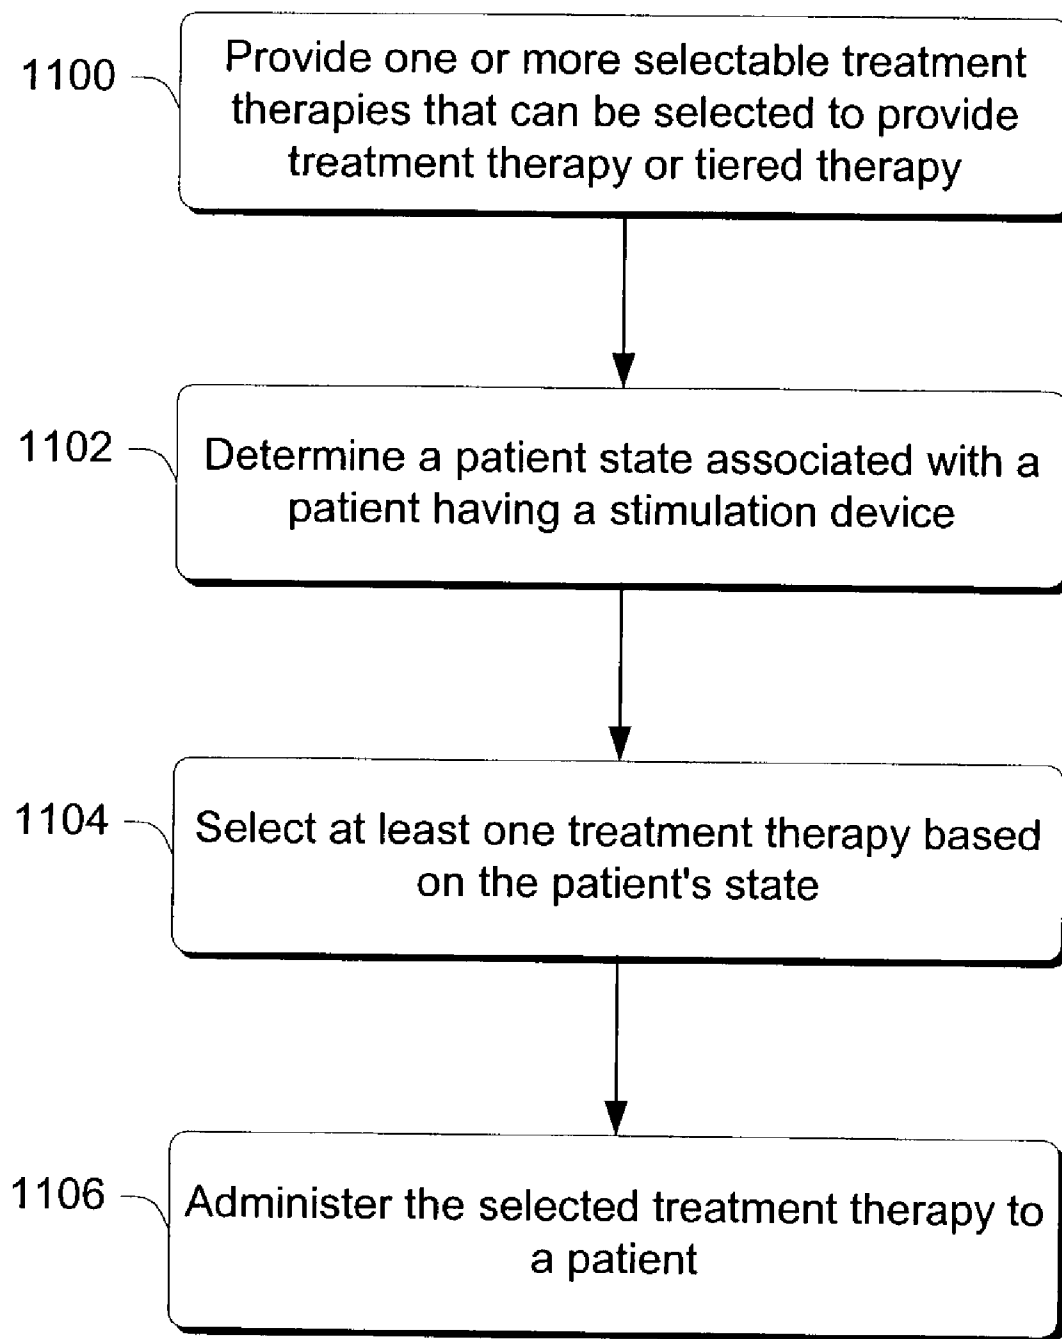 1100
Provide one or more selectable treatment
therapies that can be selected to provide
treatment therapy or tiered therapy
1102
Determine a patient state associated with a
patient having a stimulation device
1104
Select at least one treatment therapy based
on the patient's state
1106
Administer the selected treatment therapy to
a patient